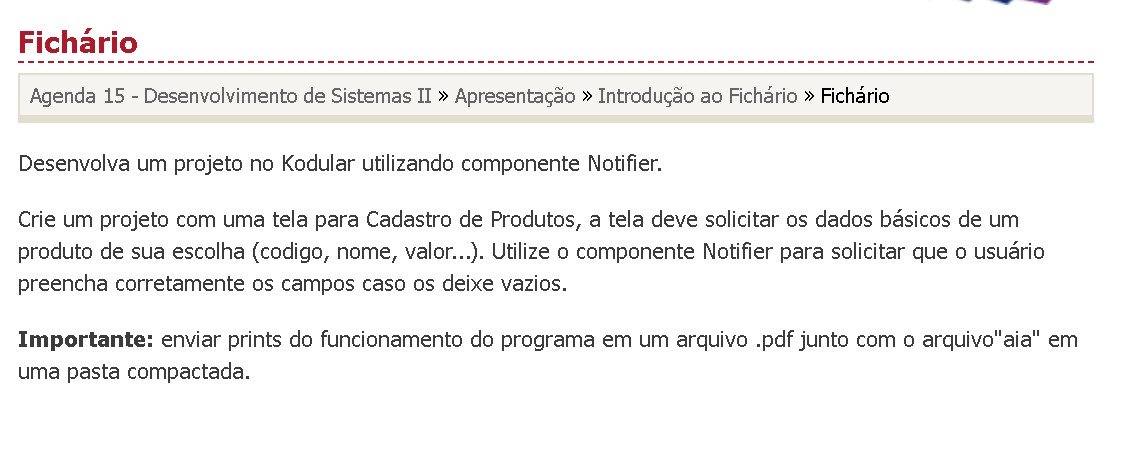 Fichário
Agenda 15 - Desenvolvimento de Sistemas II » Apresentação » Introdução ao Fichário » Fichário
Desenvolva um projeto no Kodular utilizando componente Notifier.
Crie um projeto com uma tela para Cadastro de Produtos, a tela deve solicitar os dados básicos de um
produto de sua escolha (codigo, nome, valor...). Utilize o componente Notifier para solicitar que o usuário
preencha corretamente os campos caso os deixe vazios.
Importante: enviar prints do funcionamento do programa em um arquivo .pdf junto com o arquivo"aia" em
uma pasta compactada.